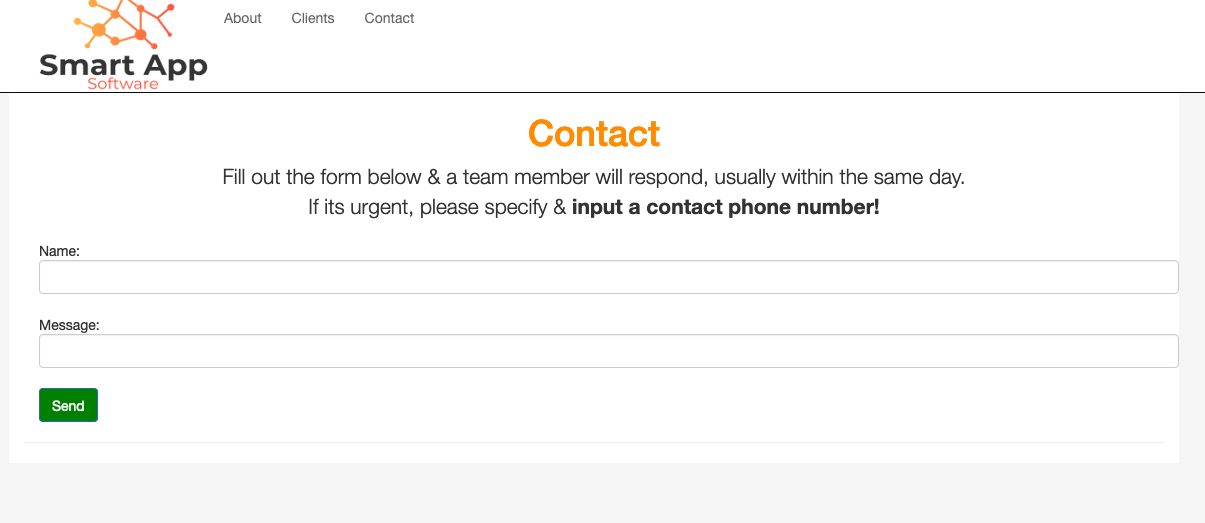 About Clients Contact
Smart App
Software
Contact
Fill out the form below & a team member will respond, usually within the same day.
If its urgent, please specify & input a contact phone number!
Name:
Message:
Send